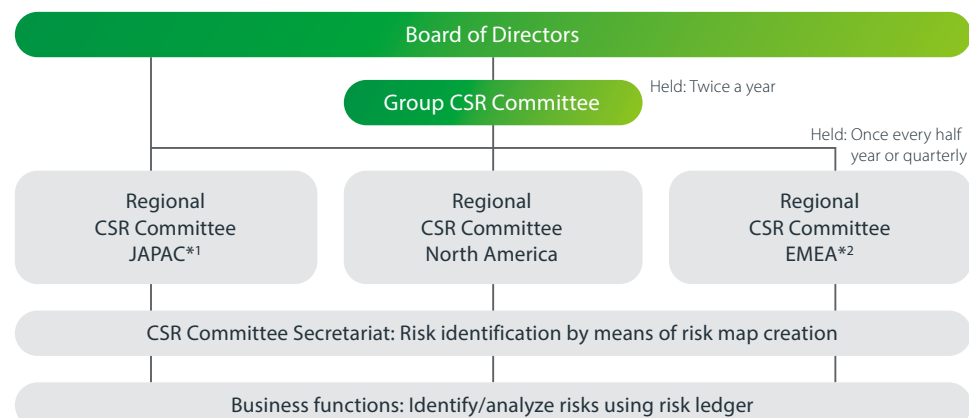 Board of Directors
Group CSR Committee
Held: Twice a year
Held: Once every half
year or quarterly
Regional
CSR Committee
JAPAC*1
Regional
CSR Committee
North America
Regional
CSR Committee
EMEA*2
CSR Committee Secretariat: Risk identification by means of risk map creation
Business functions: Identify/analyze risks using risk ledger